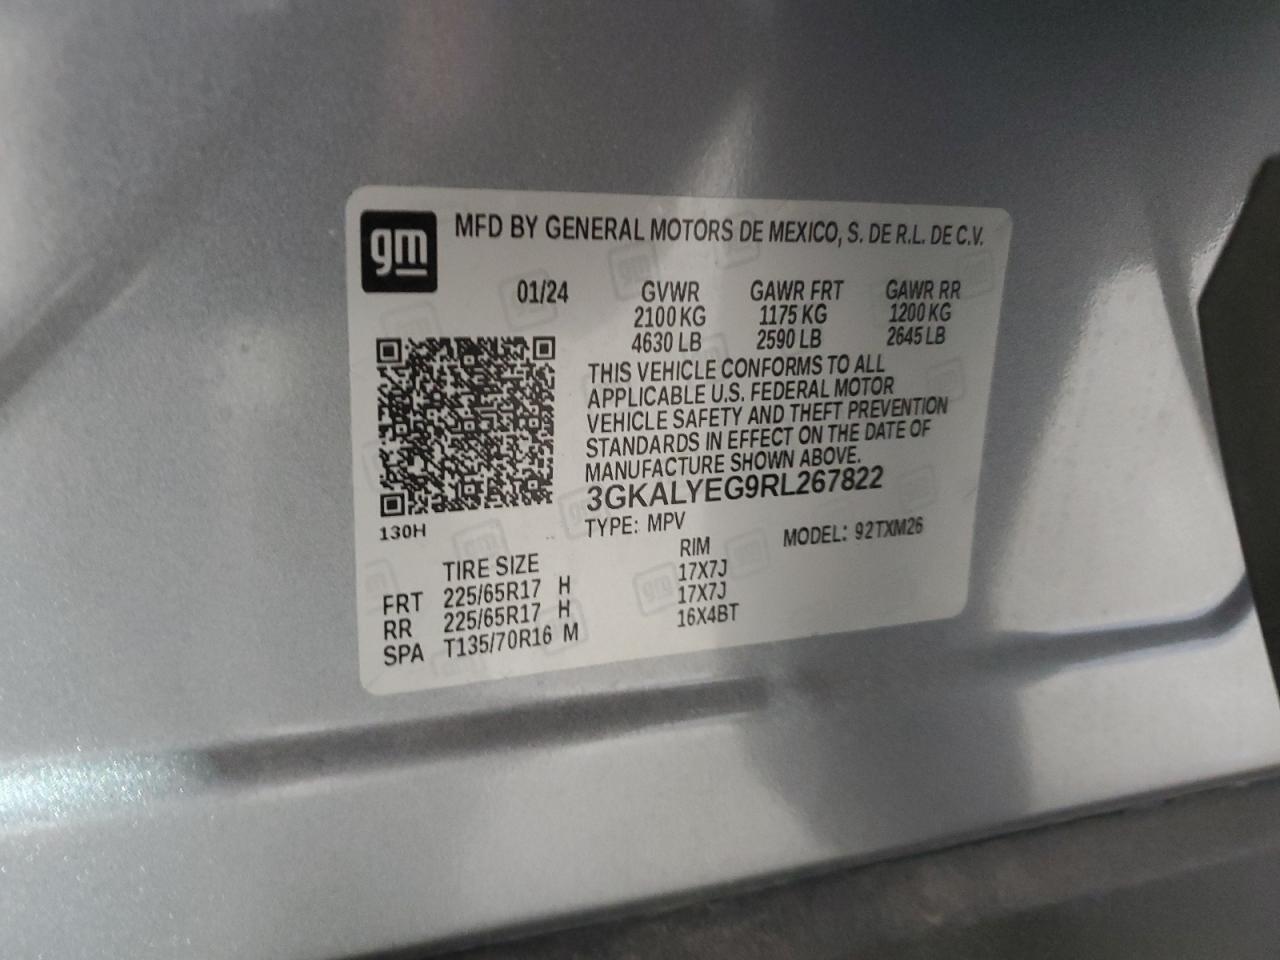 gm
MFD BY GENERAL MOTORS DE MEXICO, S. DE R.L. DE C.V.
01/24 GVWR GAWR FRT GAWR RR
2100 KG 1175 KG 1200 KG
4630 LB 2590 LB 2645 LB
THIS VEHICLE CONFORMS TO ALL
APPLICABLE U.S. FEDERAL MOTOR
VEHICLE SAFETY AND THEFT PREVENTION
STANDARDS IN EFFECT ON THE DATE OF
MANUFACTURE SHOWN ABOVE.
3GKALYEG9RL267822
130H
TYPE: MPV MODEL: 92TXM26
TIRE SIZE RIM
FRT 225/65R17 H 17X7J
RR 225/65R17 H 17X7J
SPA T135/70R16 M 16X4BT